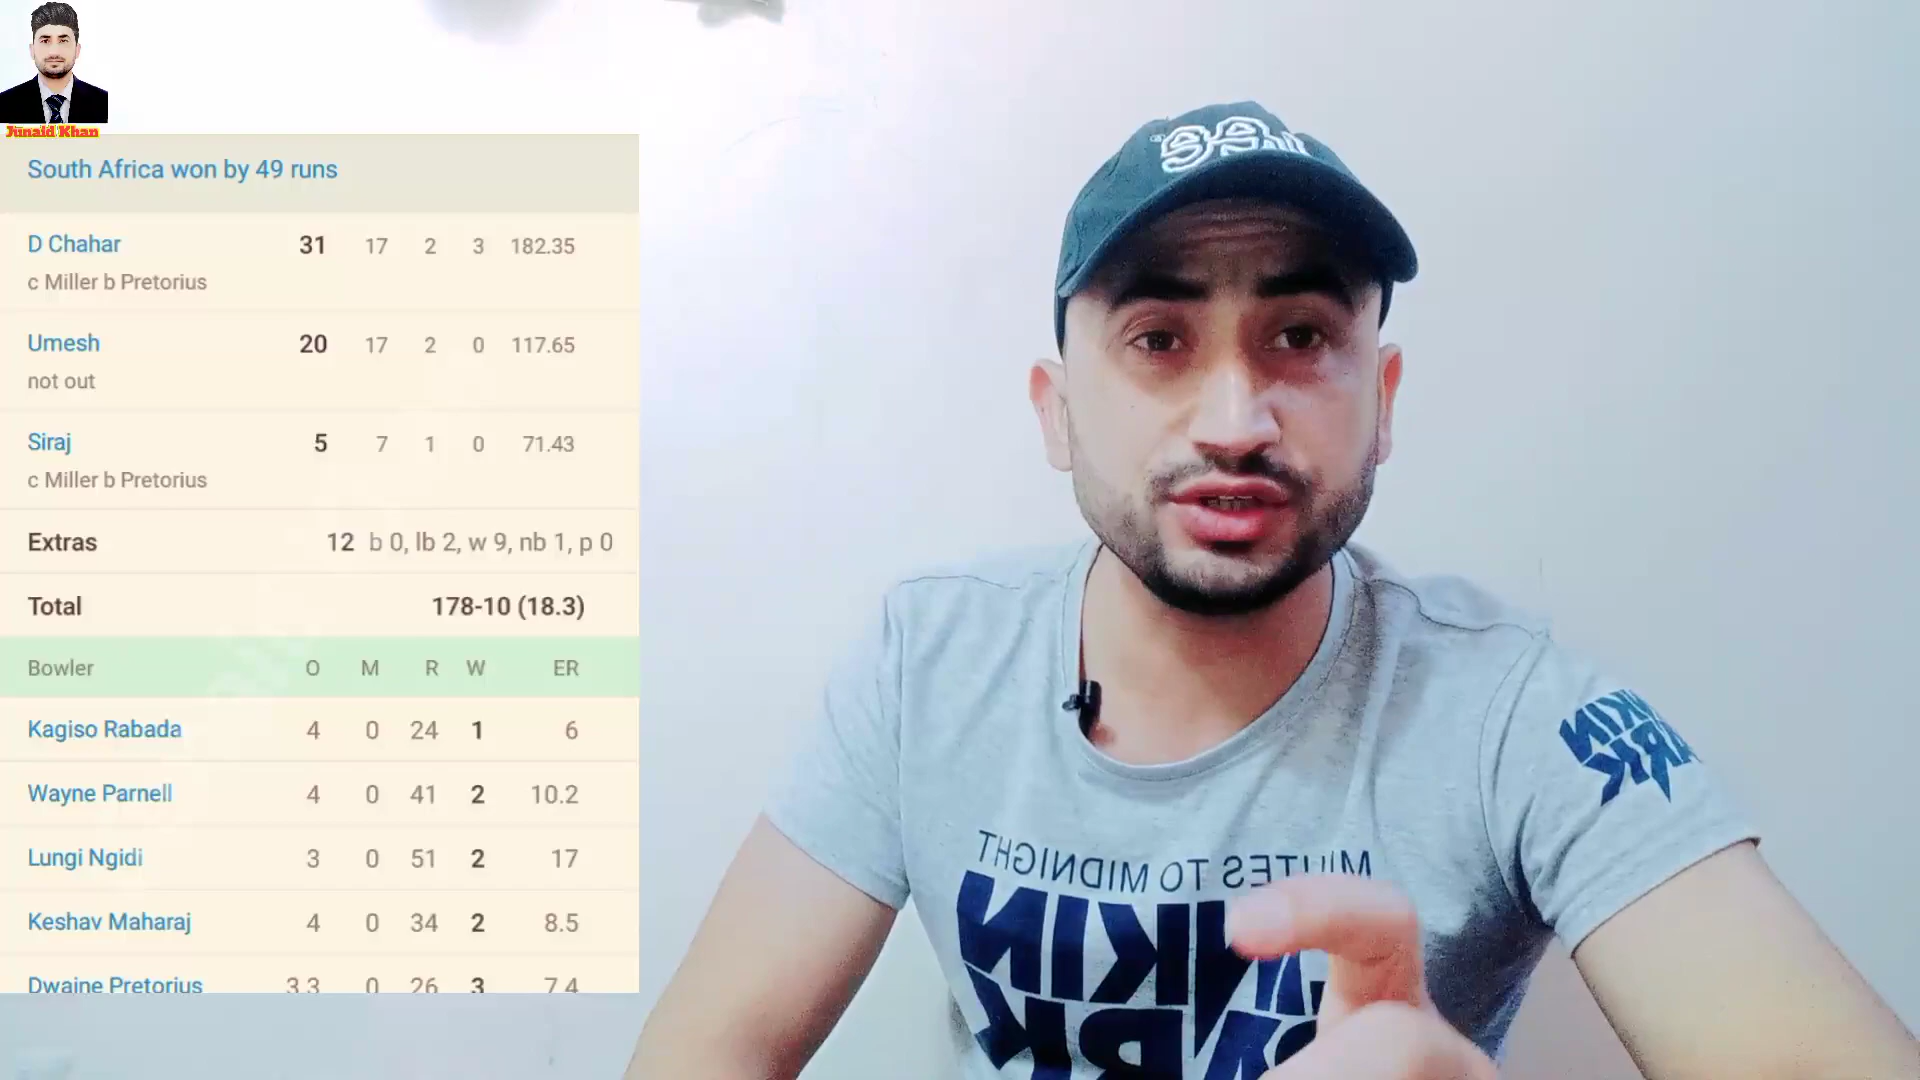 Junaid Khan
South Africa won by 49 runs
D Chahar 31 17 2 3 182.35
c Miller b Pretorius
Umesh 20 17 2 0 117.65
not out
Siraj 5 7 1 0 71.43
c Miller b Pretorius
Extras 12 b 0, lb 2, w 9, nb 1, p 0
Total 178-10 (18.3)
Bowler O M R W ER
Kagiso Rabada 4 0 24 1 6
Wayne Parnell 4 0 41 2 10.2
Lungi Ngidi 3 0 51 2 17
Keshav Maharaj 4 0 34 2 8.5
Dwaine Pretorius 3.3 0 26 3 7.4
MINUTES TO MIDNIGHT
LINKIN
PARK